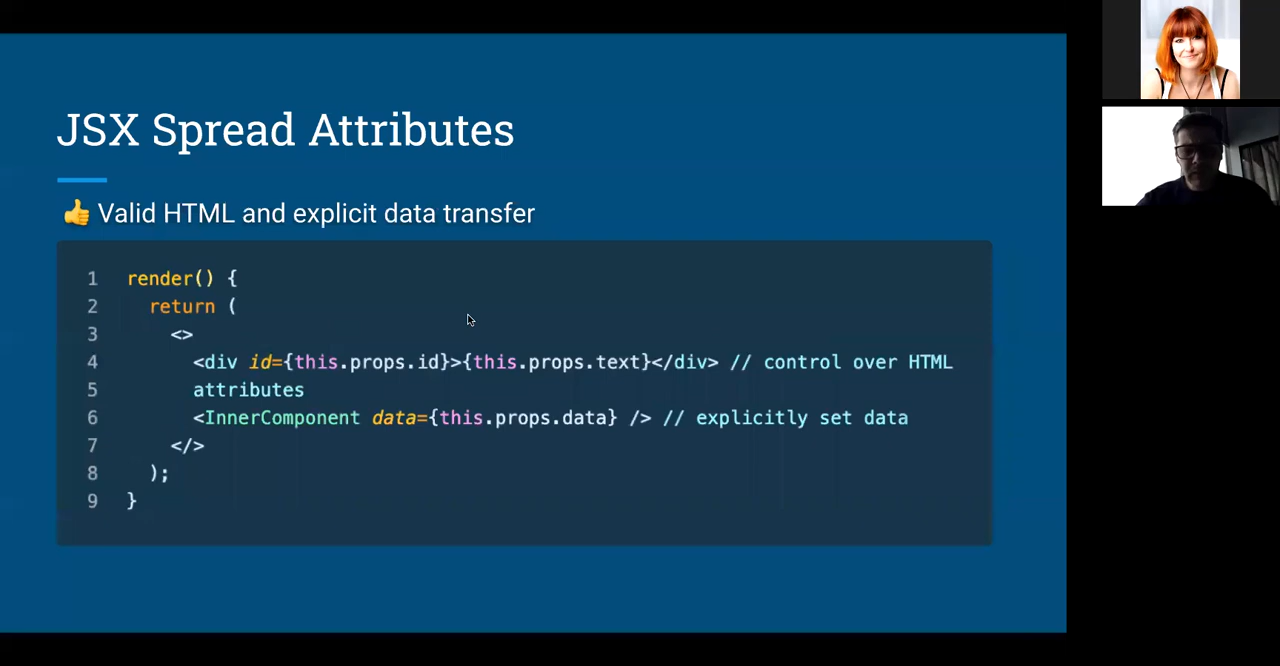 JSX Spread Attributes
👍 Valid HTML and explicit data transfer
1 render() {
2 return (
3 <>
4 <div id={this.props.id}>{this.props.text}</div> // control over HTML
5 attributes
6 <InnerComponent data={this.props.data} /> // explicitly set data
7 </>
8 );
9 }